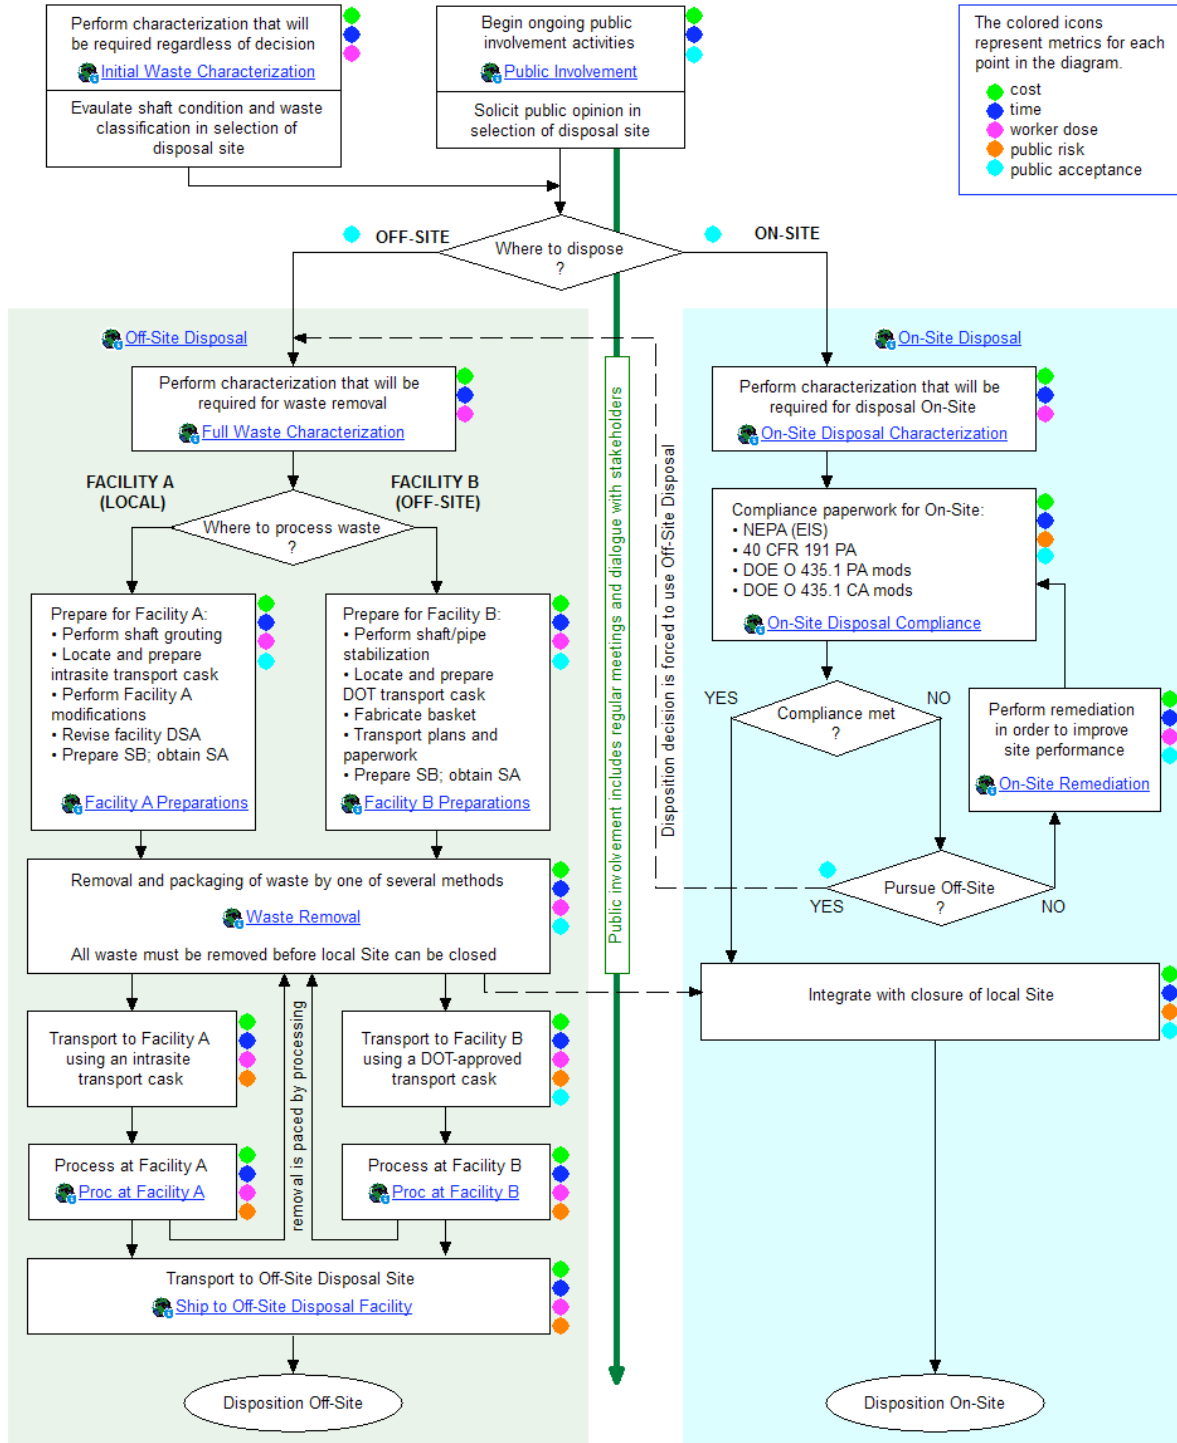 Perform characterization that will
be required regardless of decision
Initial Waste Characterization
Evaulate shaft condition and waste
classification in selection of
disposal site
Begin ongoing public
involvement activities
Public Involvement
Solicit public opinion in
selection of disposal site
The colored icons
represent metrics for each
point in the diagram.
cost
time
worker dose
public risk
public acceptance
OFF-SITE
Where to dispose
?
ON-SITE
Off-Site Disposal
Perform characterization that will be
required for waste removal
Full Waste Characterization
FACILITY A
(LOCAL)
FACILITY B
(OFF-SITE)
Where to process waste
?
Prepare for Facility A:
• Perform shaft grouting
• Locate and prepare
intrasite transport cask
• Perform Facility A
modifications
• Revise facility DSA
• Prepare SB; obtain SA
Facility A Preparations
Prepare for Facility B:
• Perform shaft/pipe
stabilization
• Locate and prepare
DOT transport cask
• Fabricate basket
• Transport plans and
paperwork
• Prepare SB; obtain SA
Facility B Preparations
Removal and packaging of waste by one of several methods
Waste Removal
All waste must be removed before local Site can be closed
Transport to Facility A
using an intrasite
transport cask
removal is paced by processing
Transport to Facility B
using a DOT-approved
transport cask
Process at Facility A
Proc at Facility A
Process at Facility B
Proc at Facility B
Transport to Off-Site Disposal Site
Ship to Off-Site Disposal Facility
Disposition Off-Site
Public involvement includes regular meetings and dialogue with stakeholders
Disposition decision is forced to use Off-Site Disposal
On-Site Disposal
Perform characterization that will be
required for disposal On-Site
On-Site Disposal Characterization
Compliance paperwork for On-Site:
• NEPA (EIS)
• 40 CFR 191 PA
• DOE O 435.1 PA mods
• DOE O 435.1 CA mods
On-Site Disposal Compliance
YES
Compliance met
?
NO
Perform remediation
in order to improve
site performance
On-Site Remediation
YES
Pursue Off-Site
?
NO
Integrate with closure of local Site
Disposition On-Site